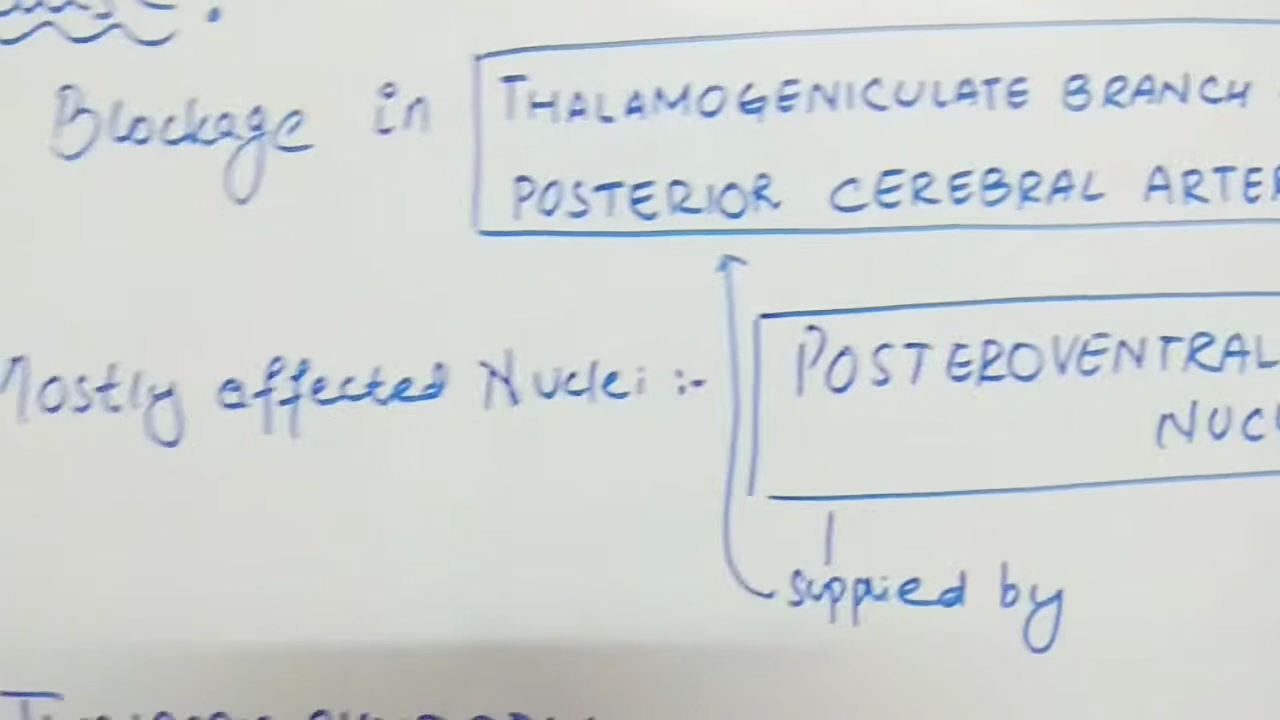 Blockage in THALAMOGENICULATE BRANCH
POSTERIOR CEREBRAL ARTER
Mostly affected Nuclei :- POSTEROVENTRAL
NUC
supplied by